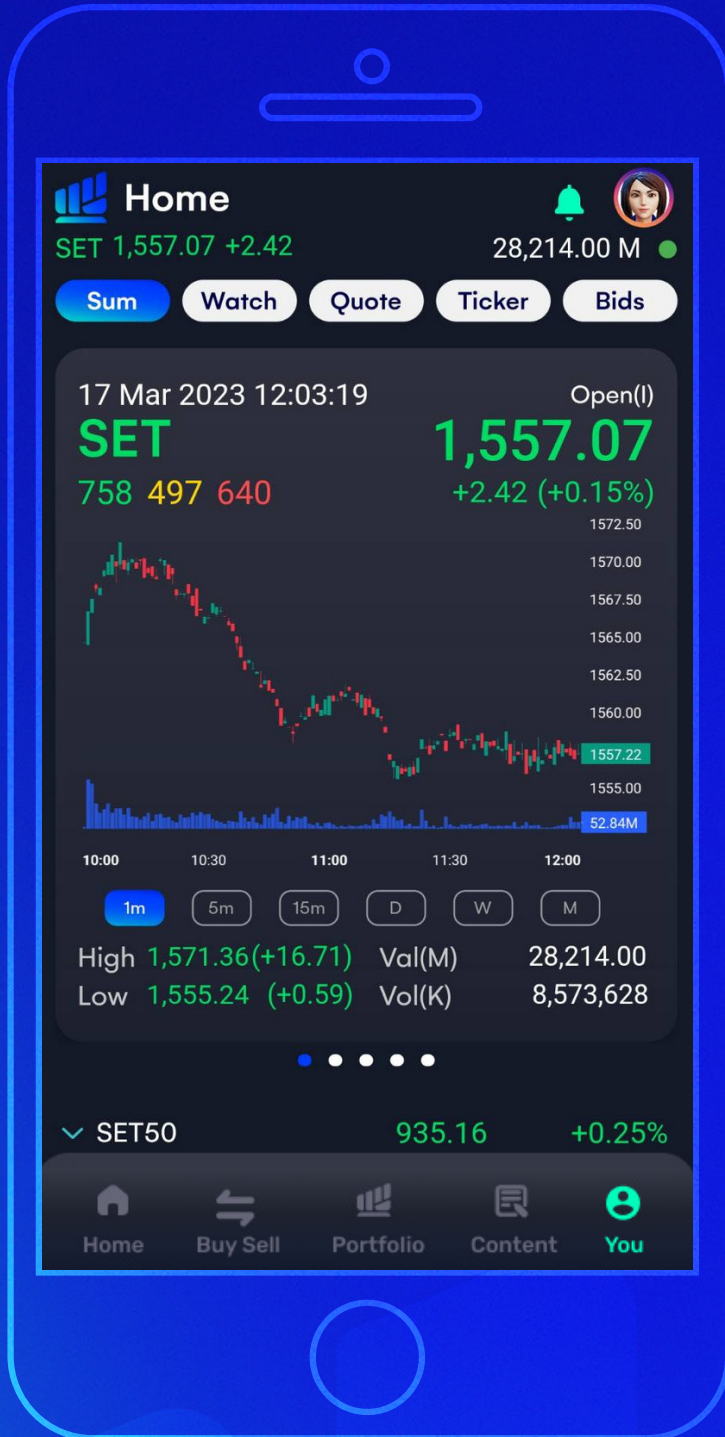 Home
SET 1,557.07 +2.42 28,214.00 M
Sum Watch Quote Ticker Bids
17 Mar 2023 12:03:19 Open(I)
SET 1,557.07
758 497 640 +2.42 (+0.15%)
1572.50
1570.00
1567.50
1565.00
1562.50
1560.00
1557.22
1555.00
52.84M
10:00 10:30 11:00 11:30 12:00
1m 5m 15m D W M
High 1,571.36(+16.71) Val(M) 28,214.00
Low 1,555.24 (+0.59) Vol(K) 8,573,628
SET50 935.16 +0.25%
Home Buy Sell Portfolio Content You